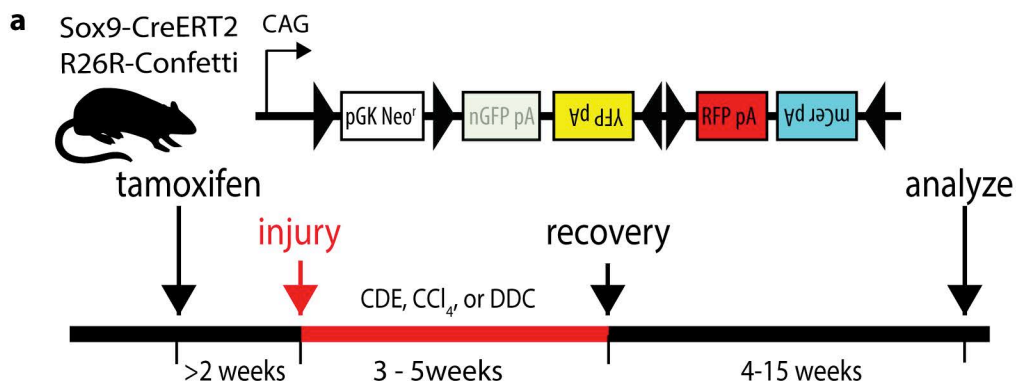 a
Sox9-CreERT2
R26R-Confetti
CAG
pGK Neoʳ
nGFP pA
YFP pA
RFP pA
mCer pA
tamoxifen
analyze
injury
recovery
CDE, CCl₄, or DDC
>2 weeks
3 - 5weeks
4-15 weeks